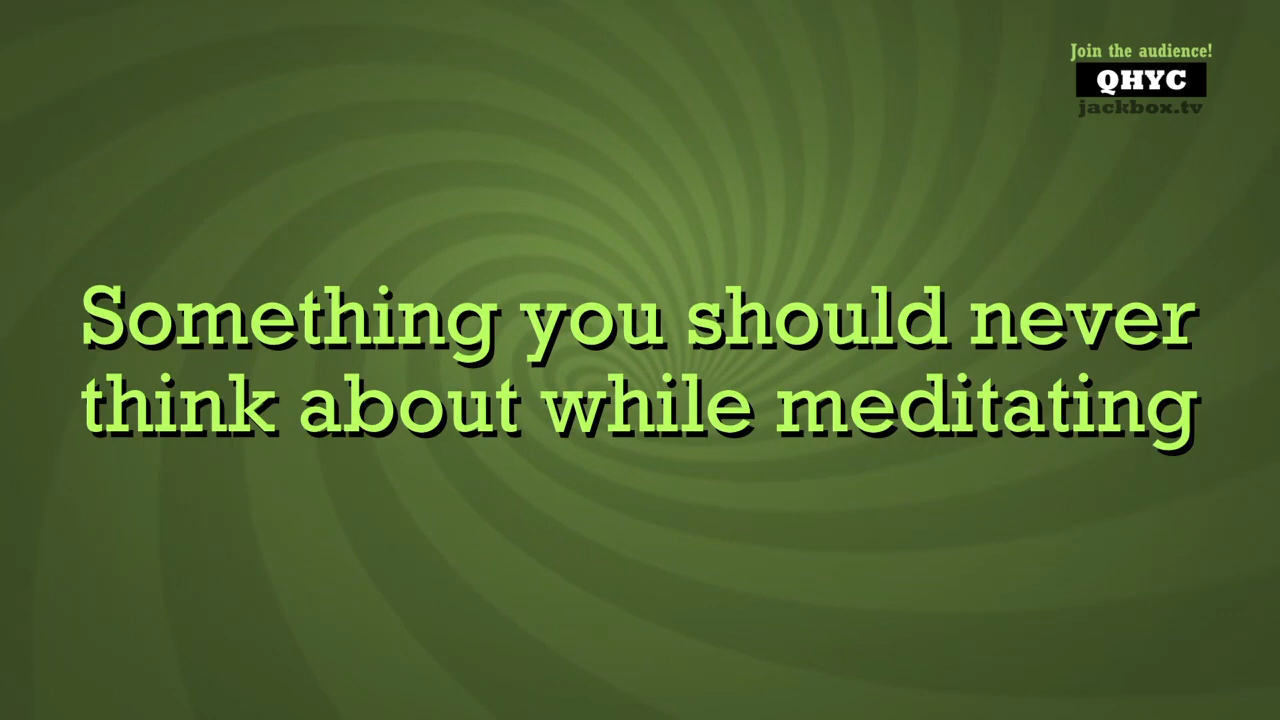 Join the audience!
QHYC
jackbox.tv
Something you should never
think about while meditating